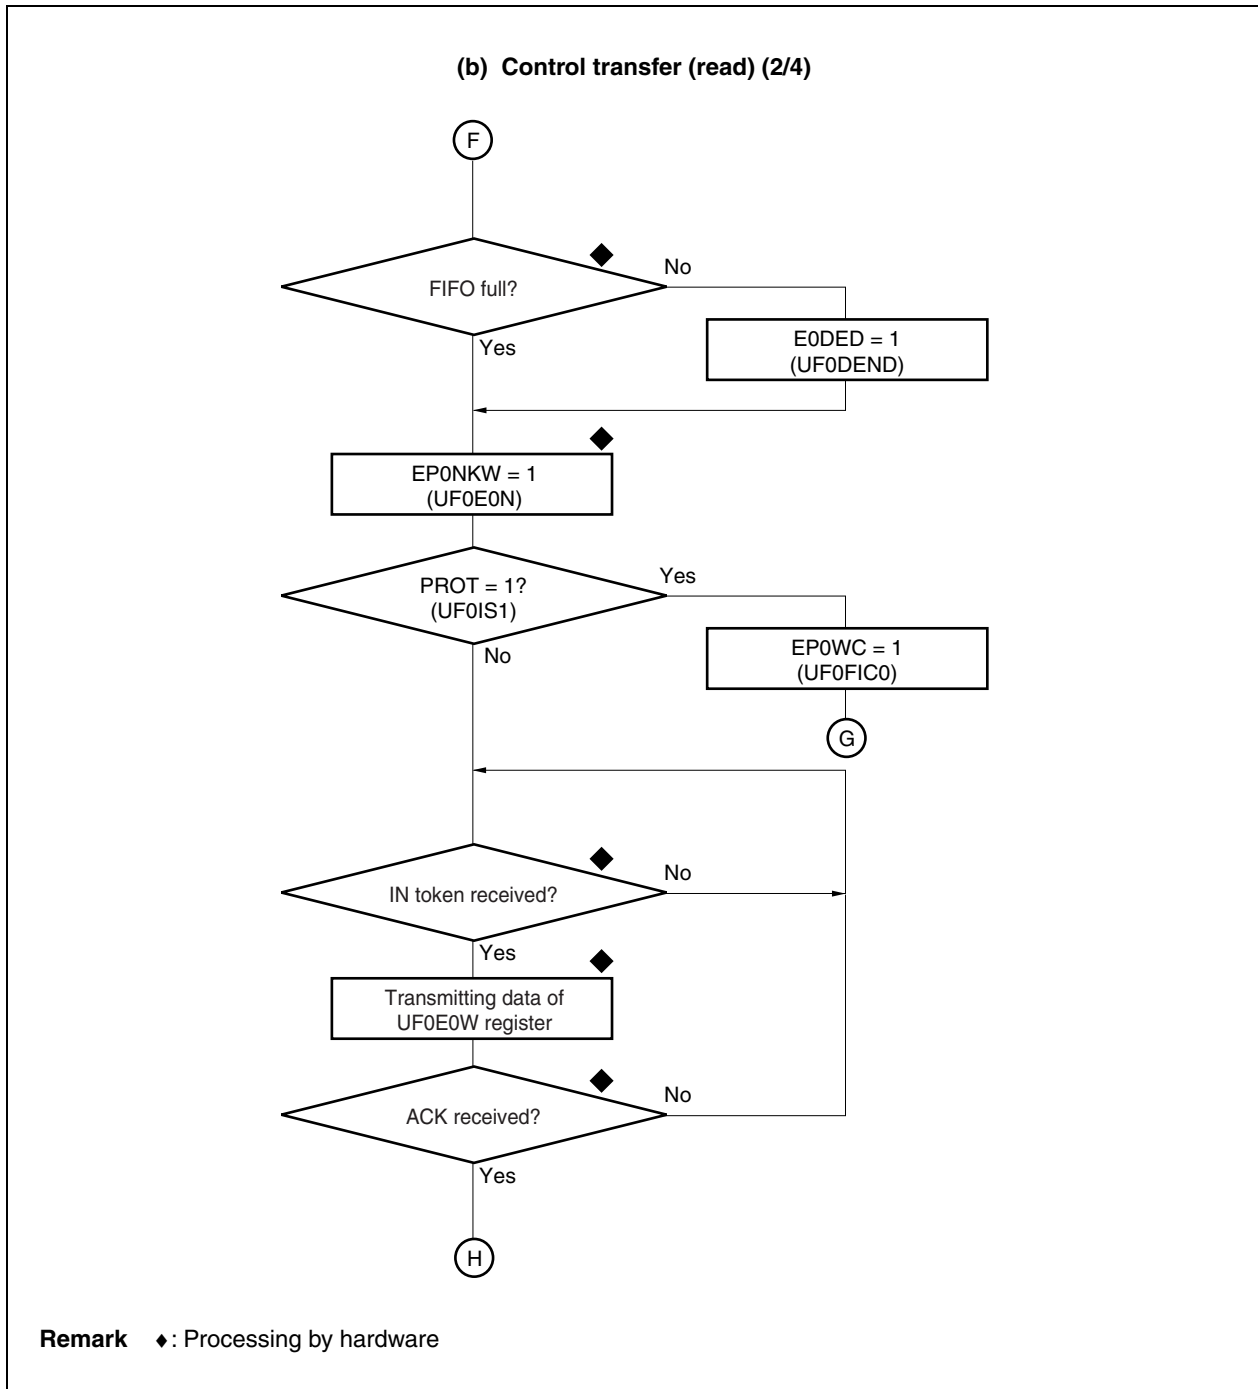 (b) Control transfer (read) (2/4)
F
FIFO full?
No
E0DED = 1
(UF0DEND)
Yes
EP0NKW = 1
(UF0E0N)
PROT = 1?
(UF0IS1)
Yes
EP0WC = 1
(UF0FIC0)
G
No
IN token received?
No
Yes
Transmitting data of
UF0E0W register
ACK received?
No
Yes
H
Remark ♦: Processing by hardware